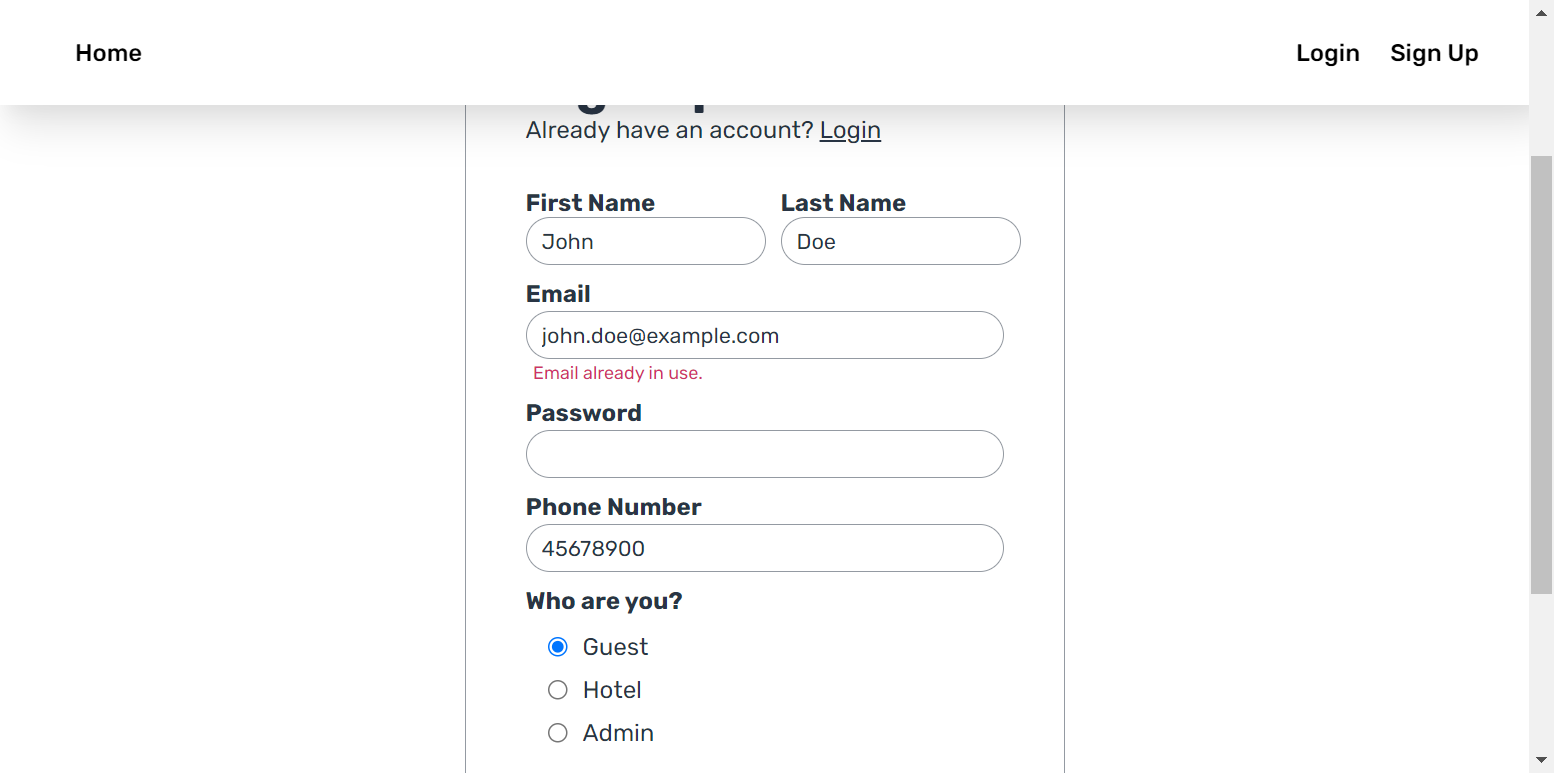 Home Login Sign Up
Already have an account? Login
First Name Last Name
John Doe
Email
john.doe@example.com
Email already in use.
Password
Phone Number
45678900
Who are you?
Guest
Hotel
Admin